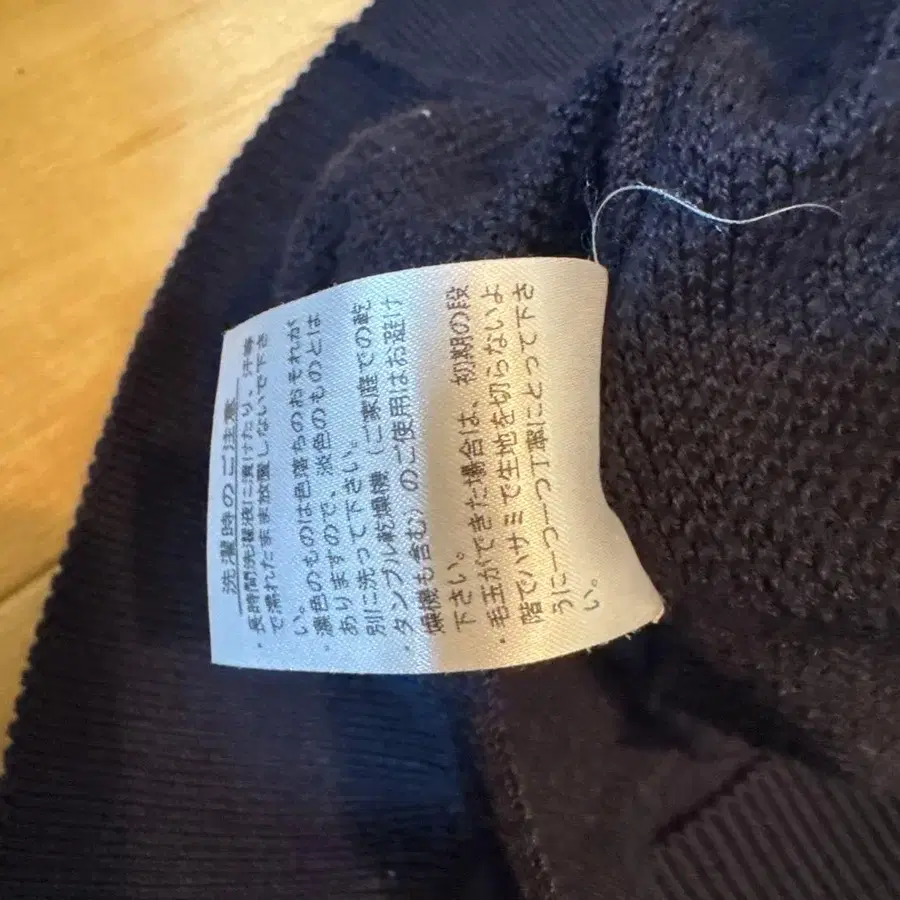 洗濯時のご注意
・長時間洗濯液に漬けたり、汗等
で濡れたまま放置しないで下さ
い。
・濃色のものは色落ちのおそれが
ありますので、淡色のものとは
別に洗って下さい。
・タンブル乾燥機（ご家庭での乾
燥機も含む）のご使用はお避け
下さい。
・毛玉ができた場合は、初期の段
階でハサミで生地を切らないよ
うに一つ一つ丁寧にとって下さ
い。